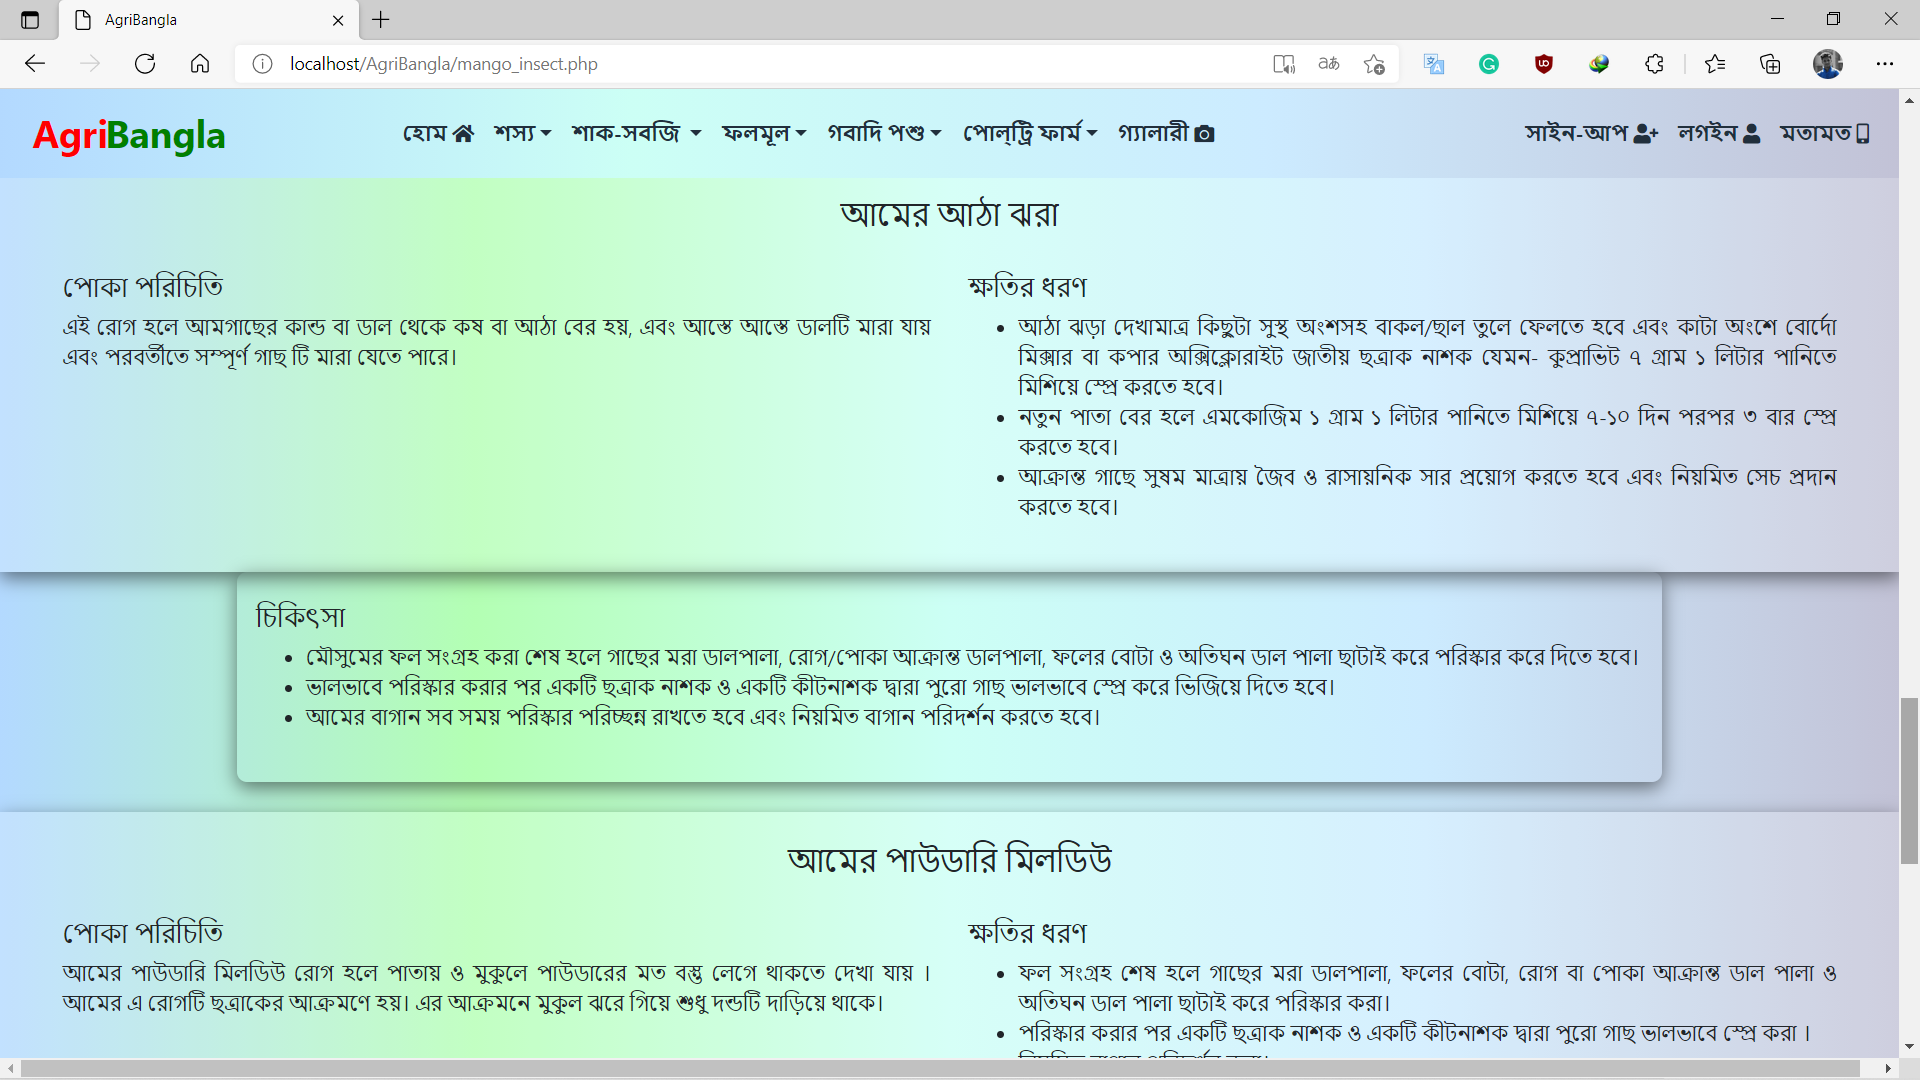 AgriBangla
localhost/AgriBangla/mango_insect.php
AgriBangla
হোম শস্য শাক-সবজি ফলমূল গবাদি পশু পোল্ট্রি ফার্ম গ্যালারী সাইন-আপ লগইন মতামত
আমের আঠা ঝরা
পোকা পরিচিতি
এই রোগ হলে আমগাছের কান্ড বা ডাল থেকে কষ বা আঠা বের হয়, এবং আস্তে আস্তে ডালটি মারা যায়
এবং পরবর্তীতে সম্পূর্ণ গাছ টি মারা যেতে পারে।
ক্ষতির ধরণ
আঠা ঝড়া দেখামাত্র কিছুটা সুস্থ অংশসহ বাকল/ছাল তুলে ফেলতে হবে এবং কাটা অংশে বোর্দো
মিক্সার বা কপার অক্সিক্লোরাইট জাতীয় ছত্রাক নাশক যেমন- কুপ্রাভিট ৭ গ্রাম ১ লিটার পানিতে
মিশিয়ে স্প্রে করতে হবে।
নতুন পাতা বের হলে এমকোজিম ১ গ্রাম ১ লিটার পানিতে মিশিয়ে ৭-১০ দিন পরপর ৩ বার স্প্রে
করতে হবে।
আক্রান্ত গাছে সুষম মাত্রায় জৈব ও রাসায়নিক সার প্রয়োগ করতে হবে এবং নিয়মিত সেচ প্রদান
করতে হবে।
চিকিৎসা
মৌসুমের ফল সংগ্রহ করা শেষ হলে গাছের মরা ডালপালা, রোগ/পোকা আক্রান্ত ডালপালা, ফলের বোটা ও অতিঘন ডাল পালা ছাটাই করে পরিস্কার করে দিতে হবে।
ভালভাবে পরিস্কার করার পর একটি ছত্রাক নাশক ও একটি কীটনাশক দ্বারা পুরো গাছ ভালভাবে স্প্রে করে ভিজিয়ে দিতে হবে।
আমের বাগান সব সময় পরিস্কার পরিচ্ছন্ন রাখতে হবে এবং নিয়মিত বাগান পরিদর্শন করতে হবে।
আমের পাউডারি মিলডিউ
পোকা পরিচিতি
আমের পাউডারি মিলডিউ রোগ হলে পাতায় ও মুকুলে পাউডারের মত বস্তু লেগে থাকতে দেখা যায় ।
আমের এ রোগটি ছত্রাকের আক্রমণে হয়। এর আক্রমনে মুকুল ঝরে গিয়ে শুধু দন্ডটি দাড়িয়ে থাকে।
ক্ষতির ধরণ
ফল সংগ্রহ শেষ হলে গাছের মরা ডালপালা, ফলের বোটা, রোগ বা পোকা আক্রান্ত ডাল পালা ও
অতিঘন ডাল পালা ছাটাই করে পরিস্কার করা।
পরিস্কার করার পর একটি ছত্রাক নাশক ও একটি কীটনাশক দ্বারা পুরো গাছ ভালভাবে স্প্রে করা ।